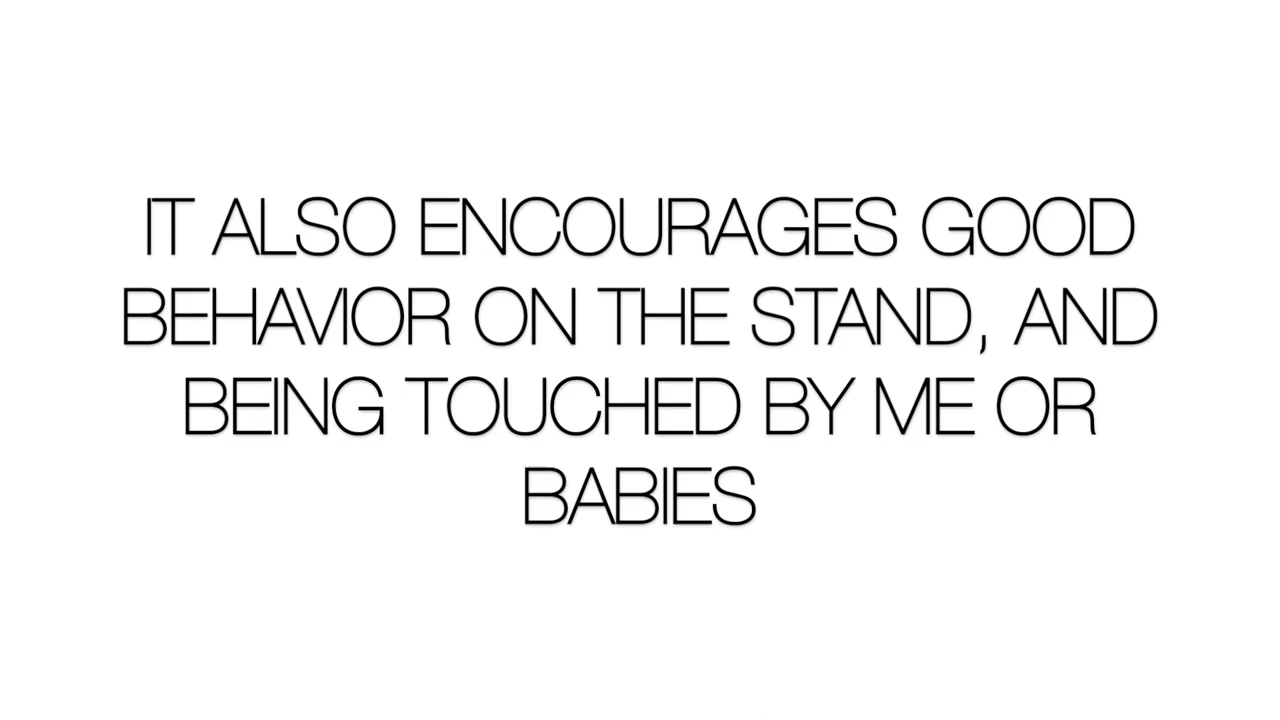 IT ALSO ENCOURAGES GOOD
BEHAVIOR ON THE STAND, AND
BEING TOUCHED BY ME OR
BABIES